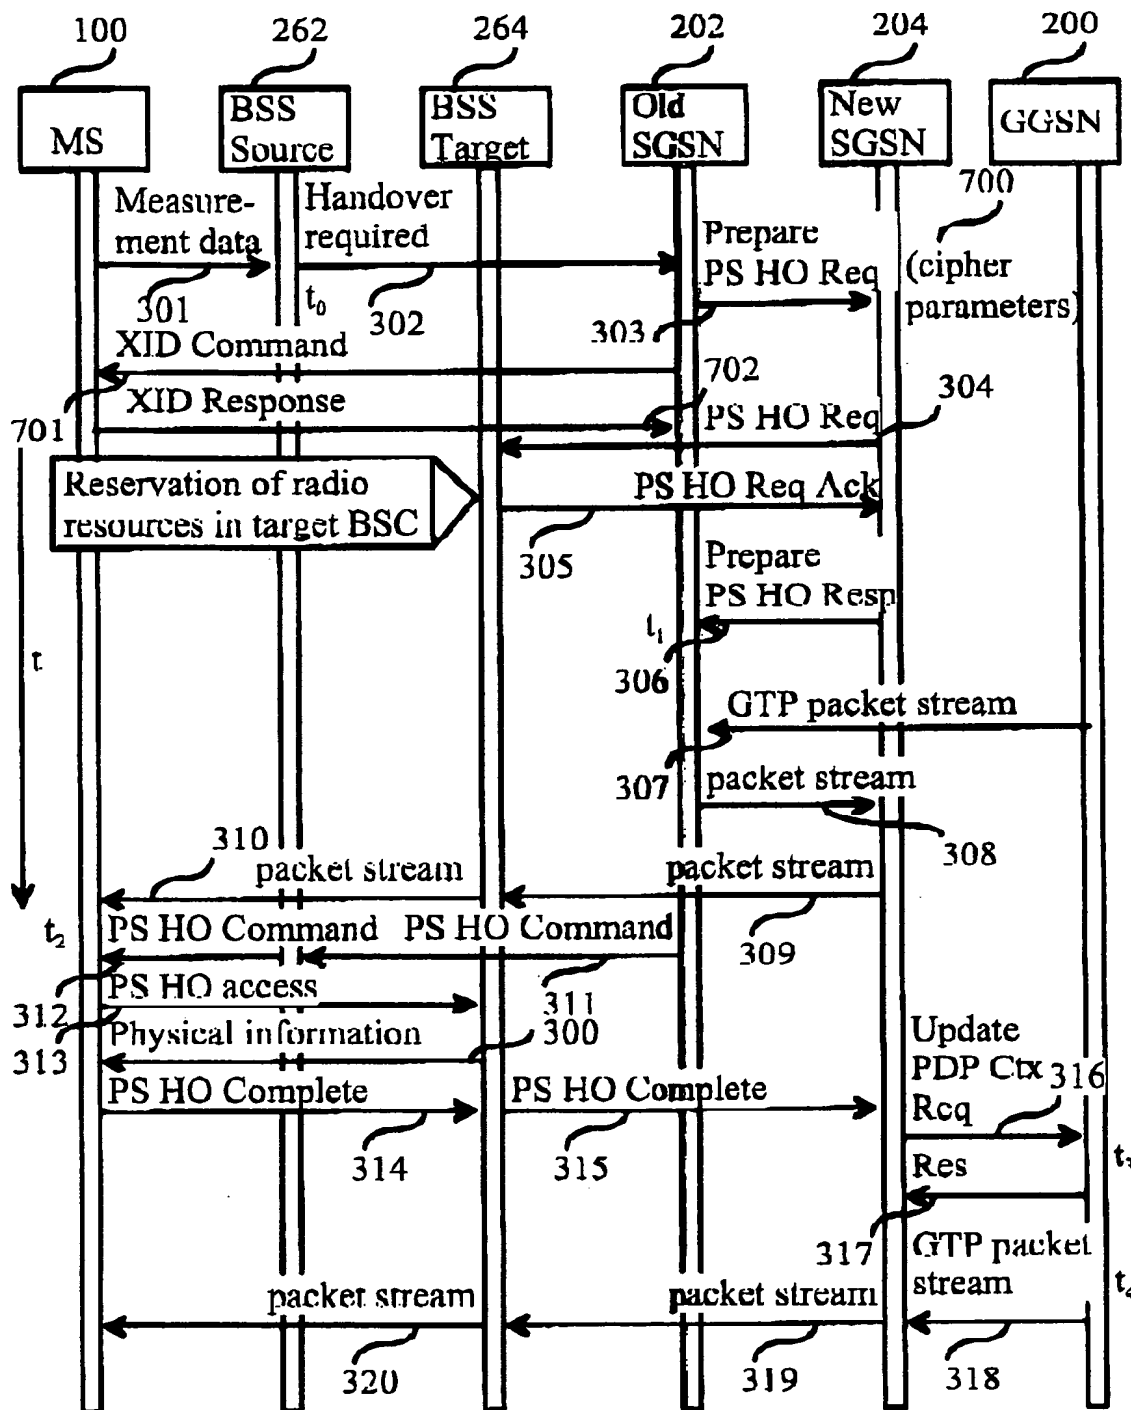 100
262
264
202
204
200
MS
BSS
Source
BSS
Target
Old
SGSN
New
SGSN
GGSN
700
Measure-
ment data
Handover
required
Prepare
PS HO Req
(cipher
parameters)
301
t₀
302
303
XID Command
702
304
XID Response
PS HO Req
701
Reservation of radio
resources in target BSC
PS HO Req Ack
305
Prepare
PS HO Resp
t₁
t
306
GTP packet stream
307
packet stream
308
310
packet stream
packet stream
t₂
PS HO Command
PS HO Command
309
312
PS HO access
311
300
313
Physical information
Update
PDP Ctx
316
Req
PS HO Complete
PS HO Complete
314
315
Res
t₃
317
GTP packet
stream
t₄
packet stream
packet stream
320
319
318